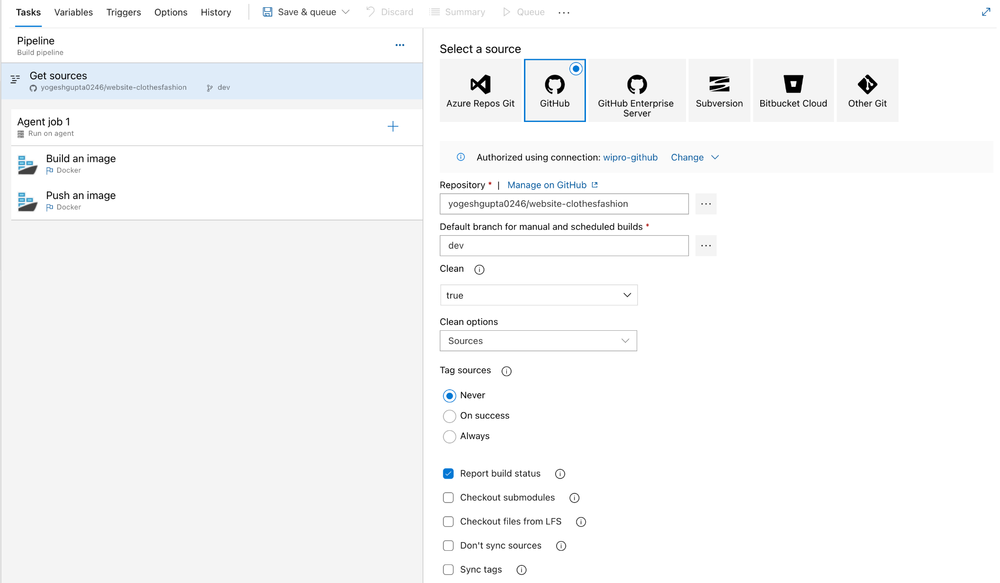 Tasks Variables Triggers Options History Save & queue Discard Summary Queue ...
Pipeline
Build pipeline
...
Get sources
yogeshgupta0246/website-clothesfashion dev
Agent job 1
Run on agent
Build an image
Docker
Push an image
Docker
Select a source
Azure Repos Git
GitHub
GitHub Enterprise
Server
Subversion
Bitbucket Cloud
Other Git
Authorized using connection: wipro-github Change
Repository * | Manage on GitHub
yogeshgupta0246/website-clothesfashion ...
Default branch for manual and scheduled builds *
dev ...
Clean
true
Clean options
Sources
Tag sources
Never
On success
Always
Report build status
Checkout submodules
Checkout files from LFS
Don't sync sources
Sync tags